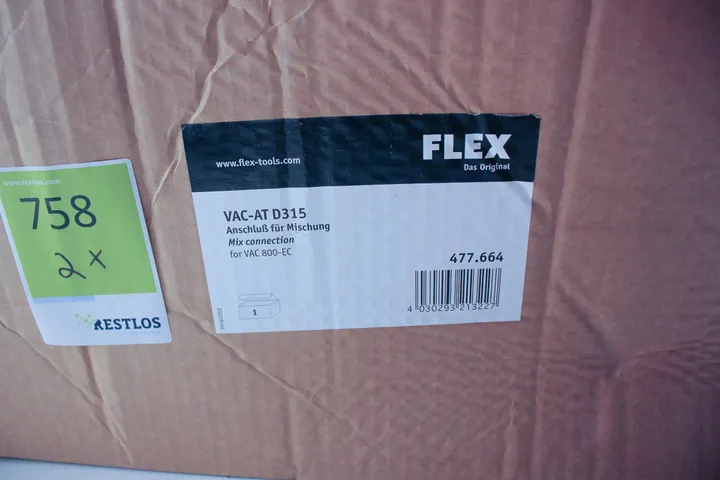 www.restlos.com
758
2x
RESTLOS
www.flex-tools.com
FLEX
Das Original
VAC-AT D315
Anschluß für Mischung
Mix connection
for VAC 800-EC
477.664
4 030293 213227
1